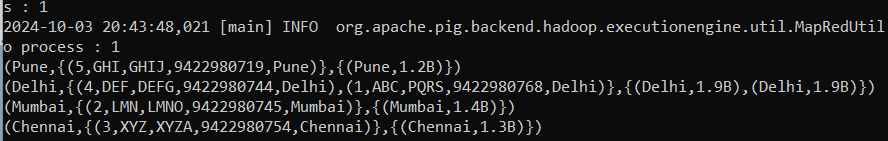 s : 1
2024-10-03 20:43:48,021 [main] INFO  org.apache.pig.backend.hadoop.executionengine.util.MapRedUtil
o process : 1
(Pune,{(5,GHI,GHIJ,9422980719,Pune)},{(Pune,1.2B)})
(Delhi,{(4,DEF,DEFG,9422980744,Delhi),(1,ABC,PQRS,9422980768,Delhi)},{(Delhi,1.9B),(Delhi,1.9B)})
(Mumbai,{(2,LMN,LMNO,9422980745,Mumbai)},{(Mumbai,1.4B)})
(Chennai,{(3,XYZ,XYZA,9422980754,Chennai)},{(Chennai,1.3B)})